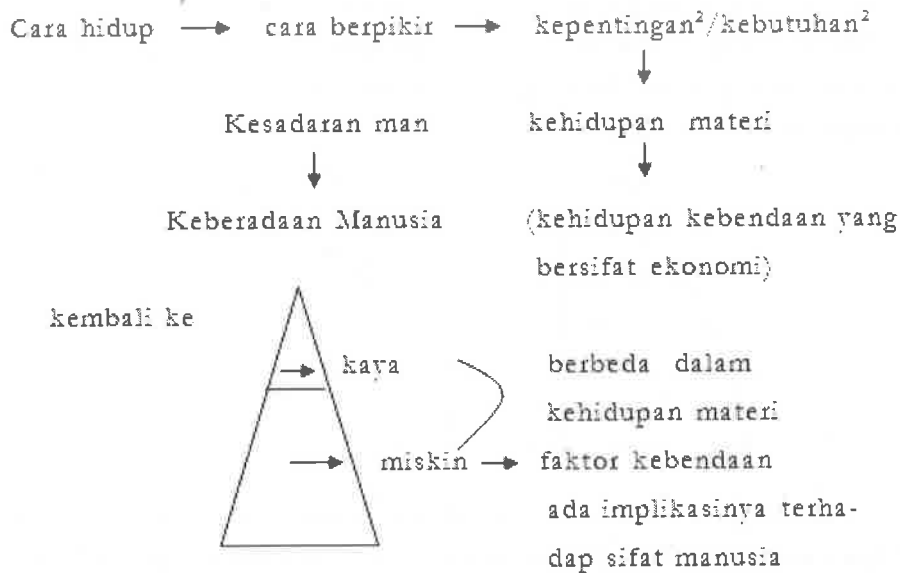 Cara hidup → cara berpikir → kepentingan²/kebutuhan²
Kesadaran man kehidupan materi
Keberadaan Manusia (kehidupan kebendaan yang
bersifat ekonomi)
kembali ke
kaya berbeda dalam
kehidupan materi
miskin → faktor kebendaan
ada implikasinya terha-
dap sifat manusia